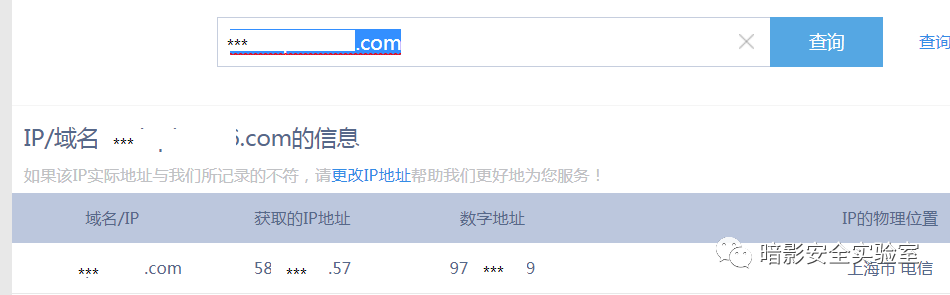 ***.com
查询
查询
IP/域名 *** .com的信息
如果该IP实际地址与我们所记录的不符，请更改IP地址帮助我们更好地为您服务！
域名/IP 获取的IP地址 数字地址 IP的物理位置
*** .com 58 *** .57 97 *** 9 上海市 电信
暗影安全实验室